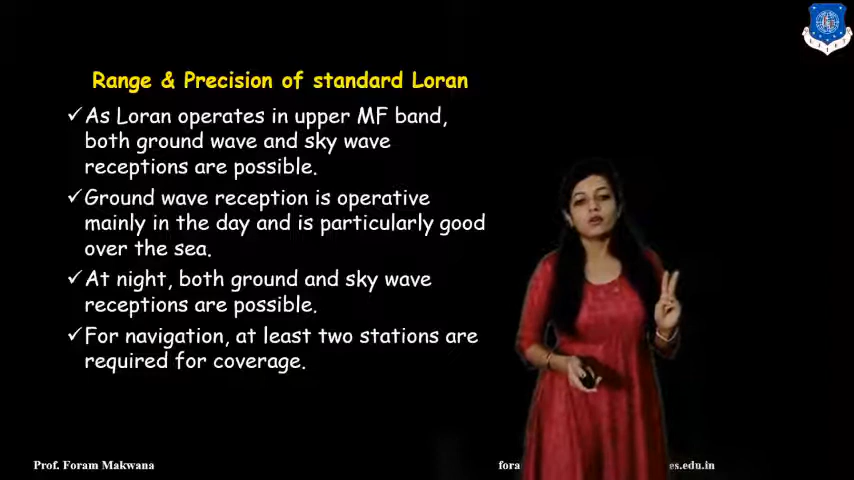 Range & Precision of standard Loran
✓As Loran operates in upper MF band,
both ground wave and sky wave
receptions are possible.
✓Ground wave reception is operative
mainly in the day and is particularly good
over the sea.
✓At night, both ground and sky wave
receptions are possible.
✓For navigation, at least two stations are
required for coverage.
Prof. Foram Makwana
fora
es.edu.in